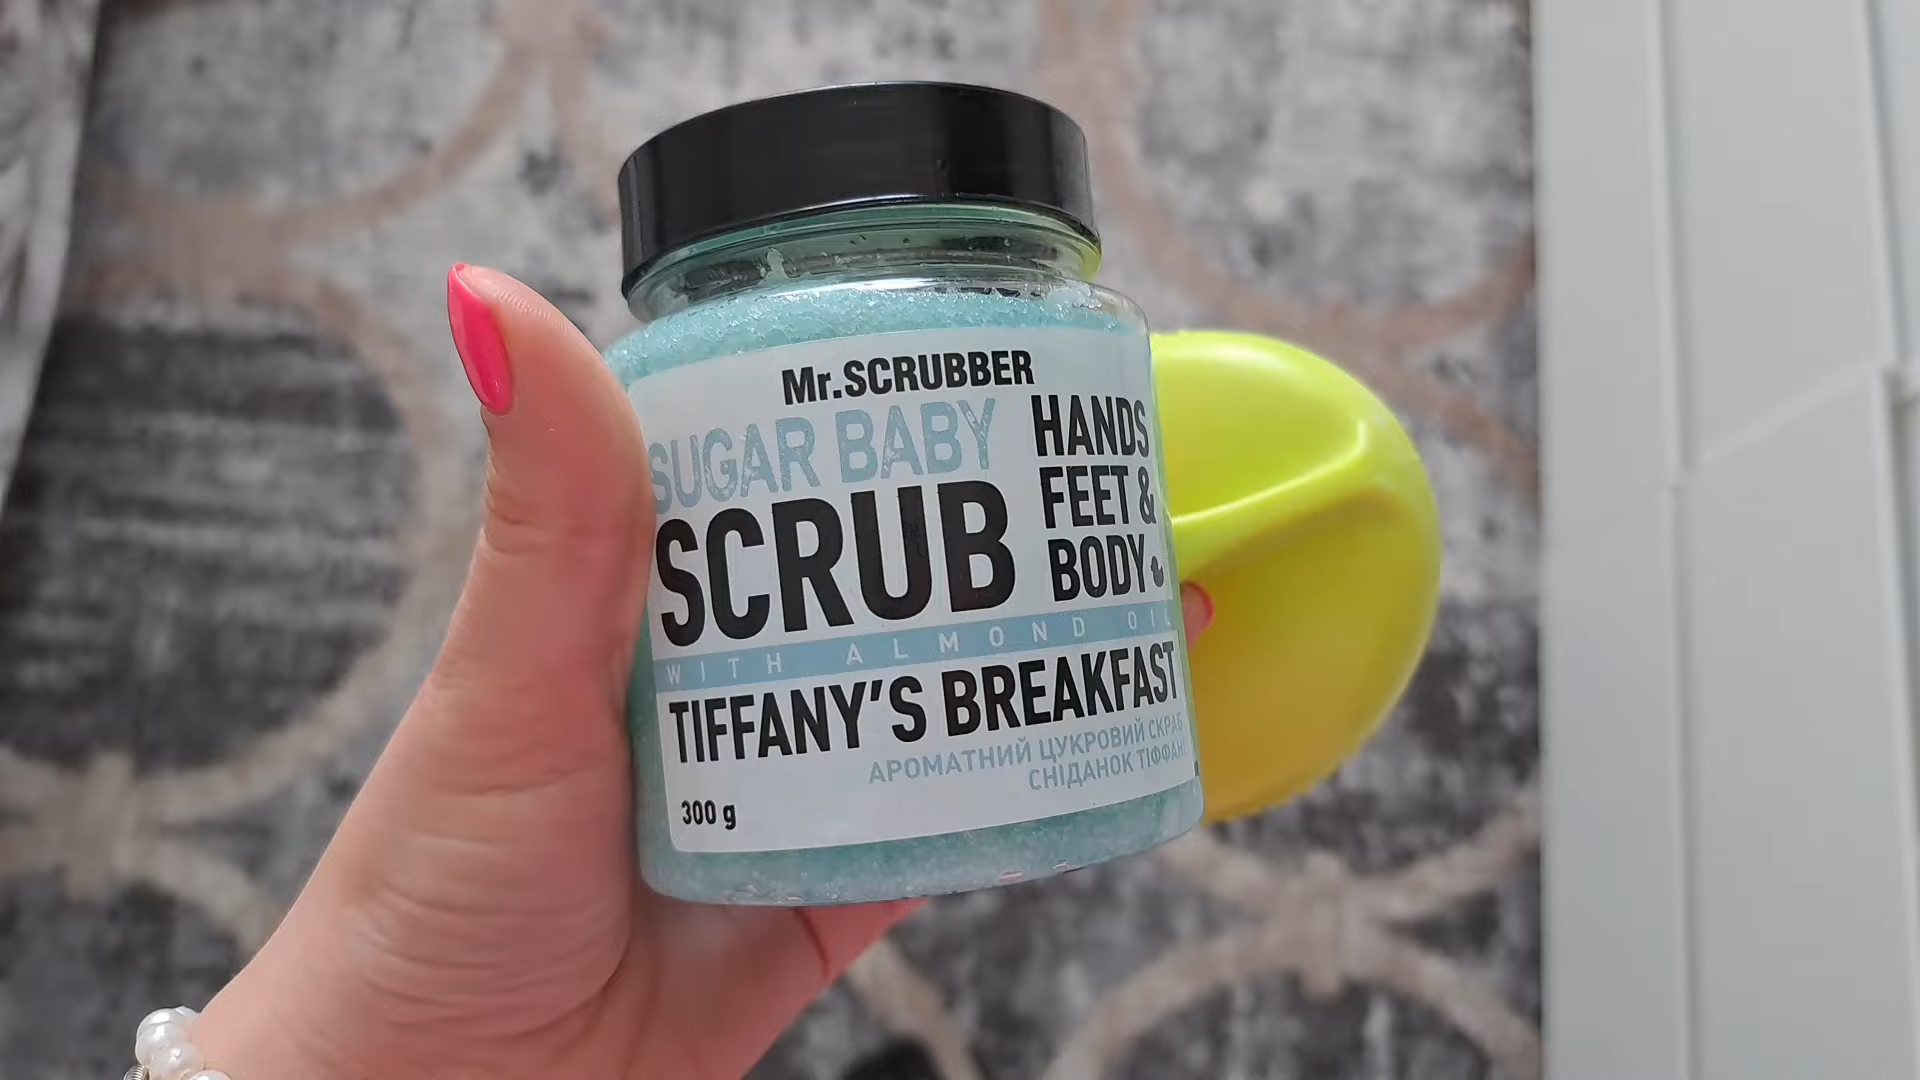 Mr.SCRUBBER
SUGAR BABY
SCRUB
HANDS
FEET &
BODY
WITH ALMOND OIL
TIFFANY'S BREAKFAST
АРОМАТНИЙ ЦУКРОВИЙ СКРАБ
СНІДАНОК ТІФФАНІ
300 g